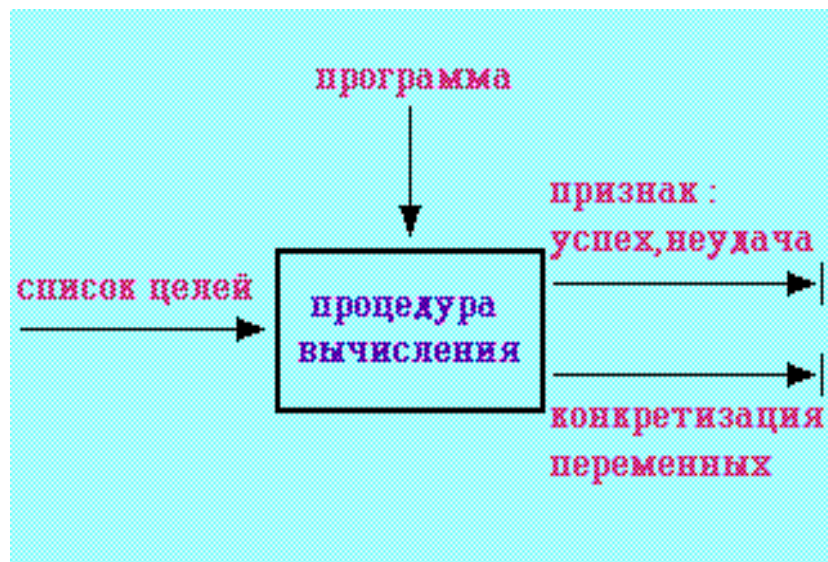 программа
признак :
успех,неудача
список целей
процедура
вычисления
конкретизация
переменных